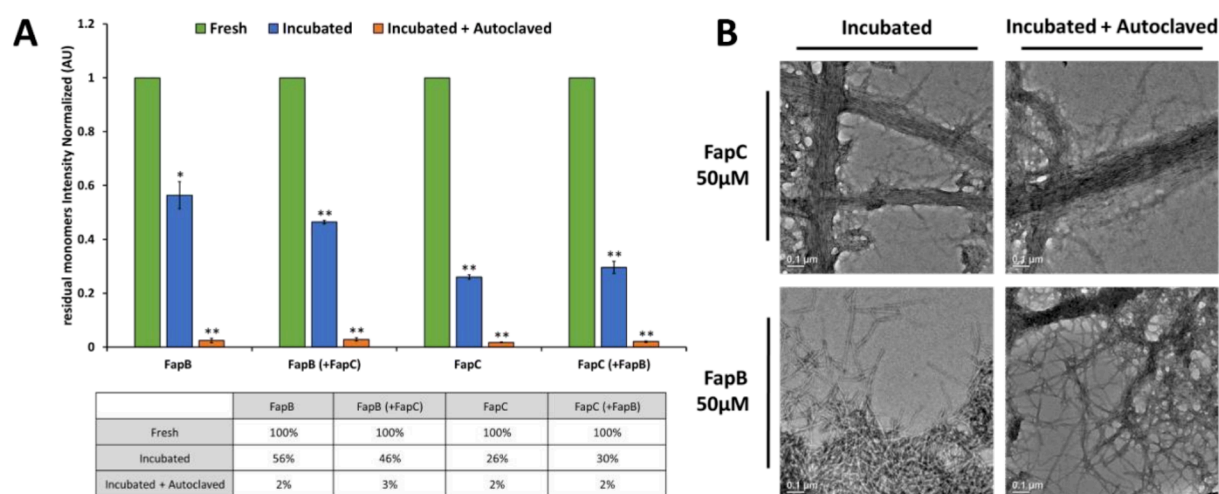 A
residual monomers Intensity Normalized (AU)
1.2
1
0.8
0.6
0.4
0.2
0
Fresh Incubated Incubated + Autoclaved
* ** ** ** ** ** ** **
FapB FapB (+FapC) FapC FapC (+FapB)
FapB FapB (+FapC) FapC FapC (+FapB)
Fresh 100% 100% 100% 100%
Incubated 56% 46% 26% 30%
Incubated + Autoclaved 2% 3% 2% 2%
B
Incubated Incubated + Autoclaved
FapC
50µM
0.1 µm 0.1 µm
FapB
50µM
0.1 µm 0.1 µm